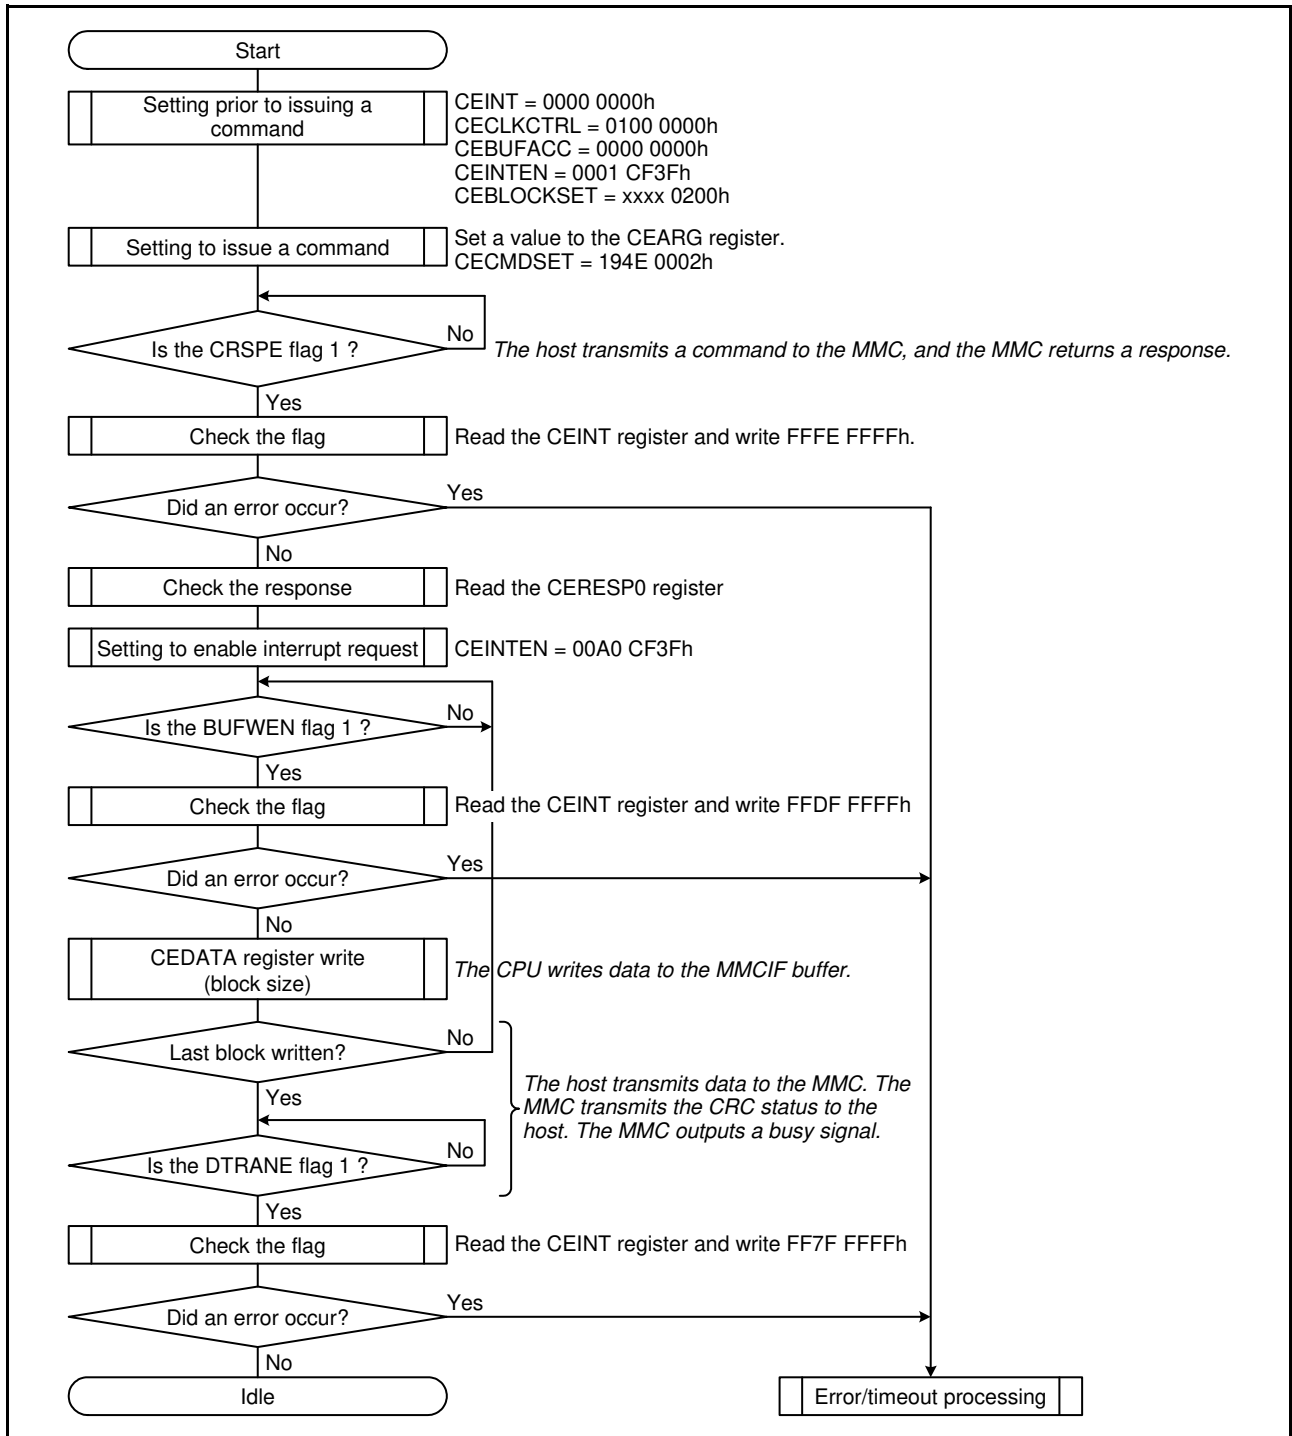 Start
Setting prior to issuing a
command
CEINT = 0000 0000h
CECLKCTRL = 0100 0000h
CEBUFACC = 0000 0000h
CEINTEN = 0001 CF3Fh
CEBLOCKSET = xxxx 0200h
Setting to issue a command
Set a value to the CEARG register.
CECMDSET = 194E 0002h
Is the CRSPE flag 1 ?
No
The host transmits a command to the MMC, and the MMC returns a response.
Yes
Check the flag
Read the CEINT register and write FFFE FFFFh.
Did an error occur?
Yes
No
Check the response
Read the CERESP0 register
Setting to enable interrupt request
CEINTEN = 00A0 CF3Fh
Is the BUFWEN flag 1 ?
No
Yes
Check the flag
Read the CEINT register and write FFDF FFFFh
Did an error occur?
Yes
No
CEDATA register write
(block size)
The CPU writes data to the MMCIF buffer.
Last block written?
No
Yes
The host transmits data to the MMC. The
MMC transmits the CRC status to the
host. The MMC outputs a busy signal.
Is the DTRANE flag 1 ?
No
Yes
Check the flag
Read the CEINT register and write FF7F FFFFh
Did an error occur?
Yes
No
Idle
Error/timeout processing